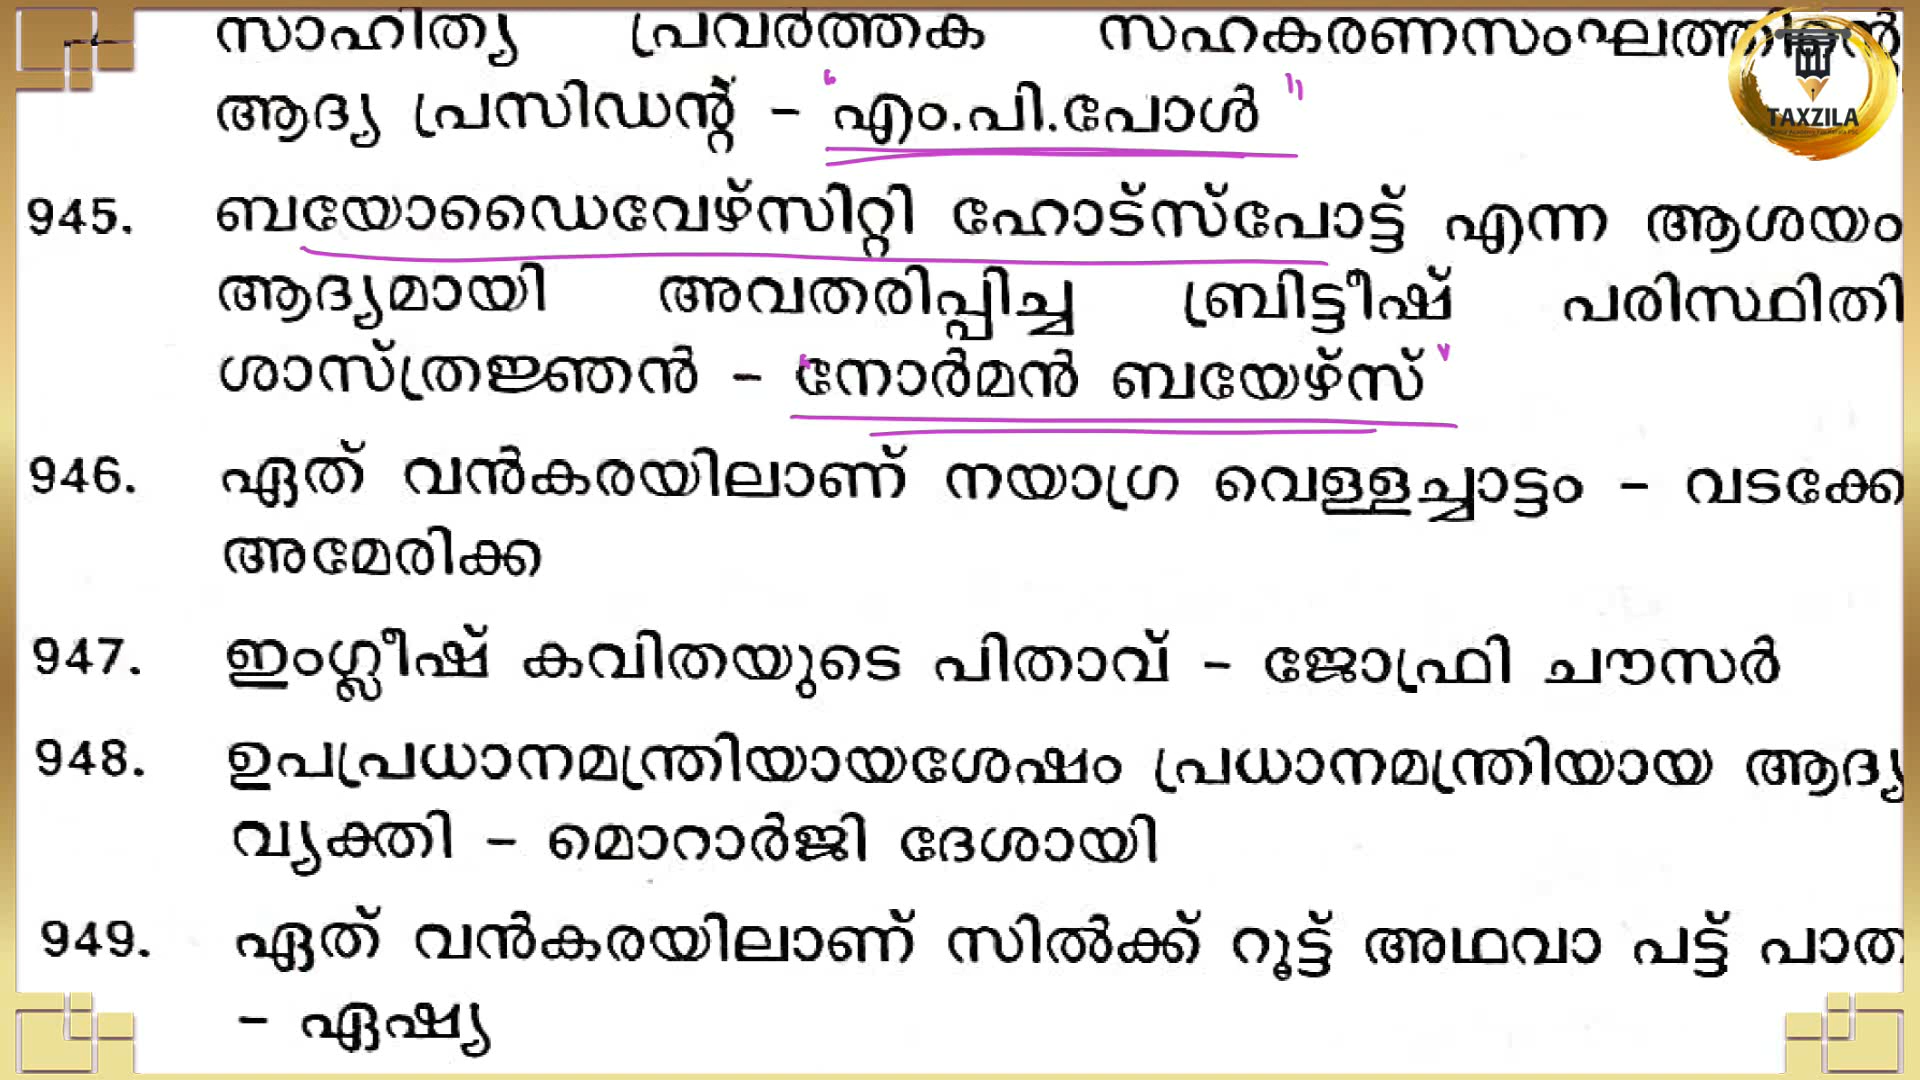 സാഹിത്യ പ്രവർത്തക സഹകരണസംഘത്തിന്റെ
ആദ്യ പ്രസിഡന്റ് – എം.പി.പോൾ
945. ബയോഡൈവേഴ്സിറ്റി ഹോട്സ്പോട്ട് എന്ന ആശയം
ആദ്യമായി അവതരിപ്പിച്ച ബ്രിട്ടീഷ് പരിസ്ഥിതി
ശാസ്ത്രജ്ഞൻ – നോർമൻ ബയേഴ്സ്
946. ഏത് വൻകരയിലാണ് നയാഗ്ര വെള്ളച്ചാട്ടം – വടക്കേ
അമേരിക്ക
947. ഇംഗ്ലീഷ് കവിതയുടെ പിതാവ് – ജോഫ്രി ചൗസർ
948. ഉപപ്രധാനമന്ത്രിയായശേഷം പ്രധാനമന്ത്രിയായ ആദ്യ
വ്യക്തി – മൊറാർജി ദേശായി
949. ഏത് വൻകരയിലാണ് സിൽക്ക് റൂട്ട് അഥവാ പട്ട് പാത
– ഏഷ്യ
TAXZILA